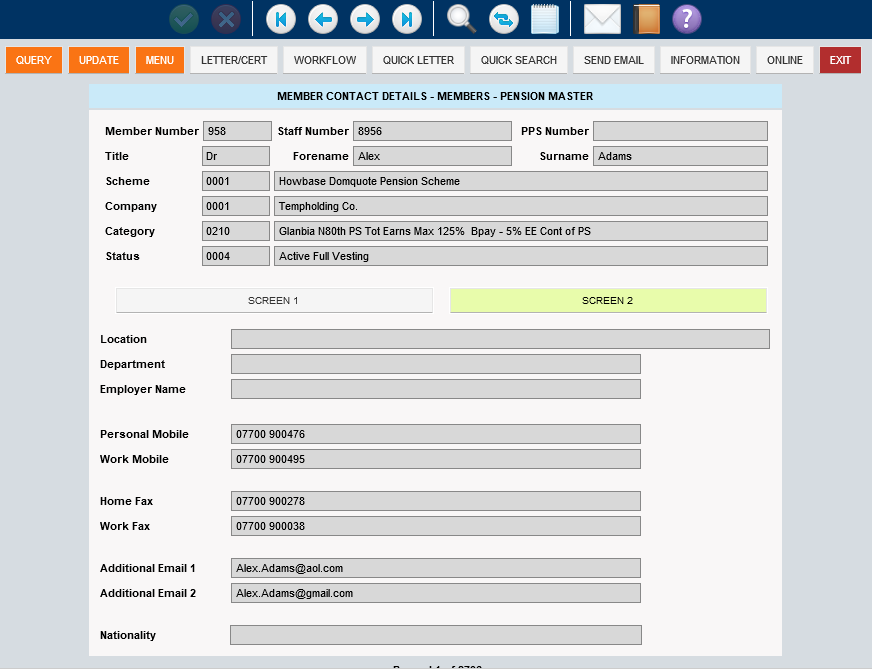 ?
QUERY UPDATE MENU LETTER/CERT WORKFLOW QUICK LETTER QUICK SEARCH SEND EMAIL INFORMATION ONLINE EXIT
MEMBER CONTACT DETAILS - MEMBERS - PENSION MASTER
Member Number 958 Staff Number 8956 PPS Number
Title Dr Forename Alex Surname Adams
Scheme 0001 Howbase Domquote Pension Scheme
Company 0001 Tempholding Co.
Category 0210 Glanbia N80th PS Tot Earns Max 125% Bpay - 5% EE Cont of PS
Status 0004 Active Full Vesting
SCREEN 1 SCREEN 2
Location
Department
Employer Name
Personal Mobile 07700 900476
Work Mobile 07700 900495
Home Fax 07700 900278
Work Fax 07700 900038
Additional Email 1 Alex.Adams@aol.com
Additional Email 2 Alex.Adams@gmail.com
Nationality